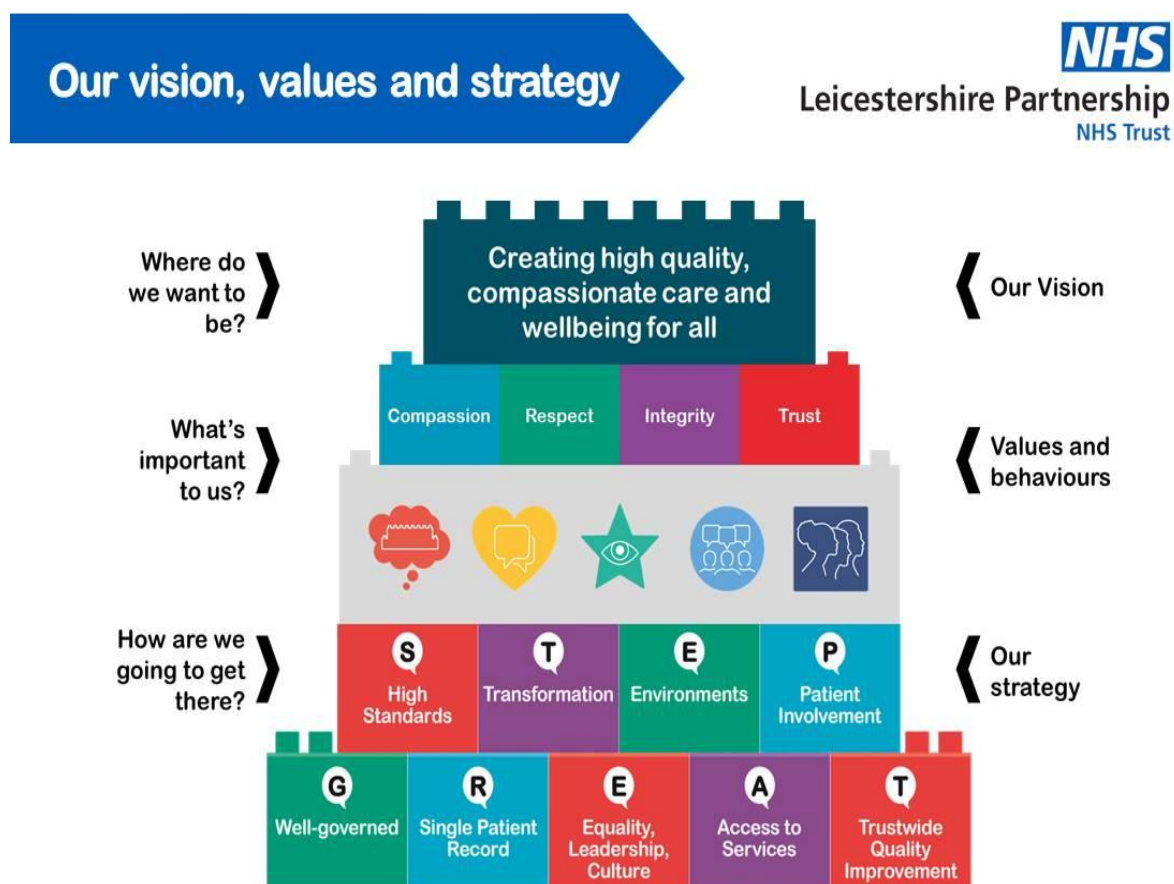 Our vision, values and strategy
NHS
Leicestershire Partnership
NHS Trust
Where do
we want to
be?
Creating high quality,
compassionate care and
wellbeing for all
Our Vision
What's
important
to us?
Compassion
Respect
Integrity
Trust
Values and
behaviours
How are we
going to get
there?
S
High
Standards
T
Transformation
E
Environments
P
Patient
Involvement
Our
strategy
G
Well-governed
R
Single Patient
Record
E
Equality,
Leadership,
Culture
A
Access to
Services
T
Trustwide
Quality
Improvement